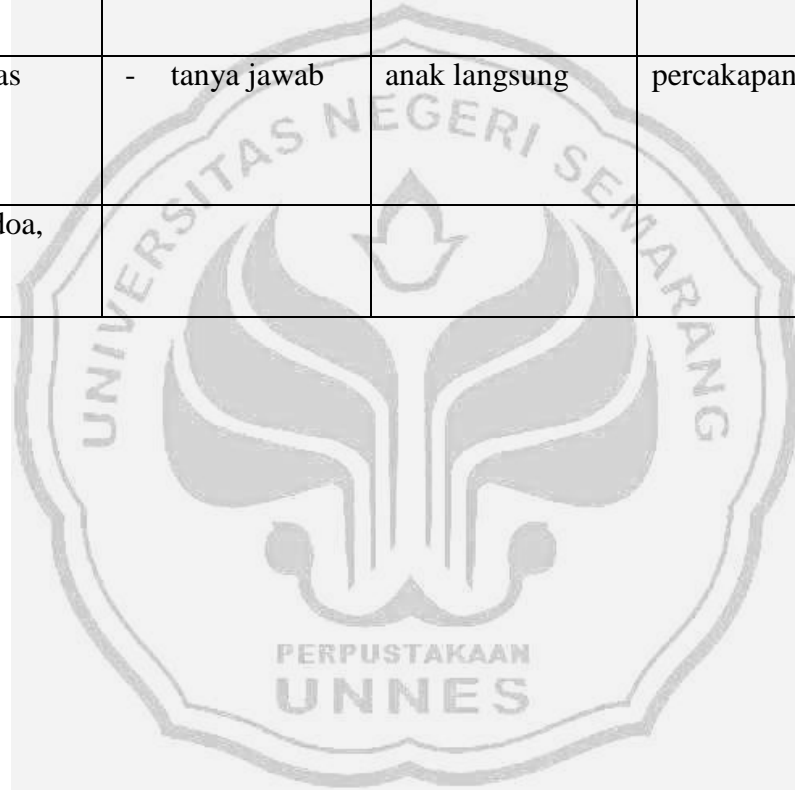 as - tanya jawab anak langsung percakapan
doa,
UNIVERSITAS NEGERI SEMARANG
PERPUSTAKAAN
UNNES